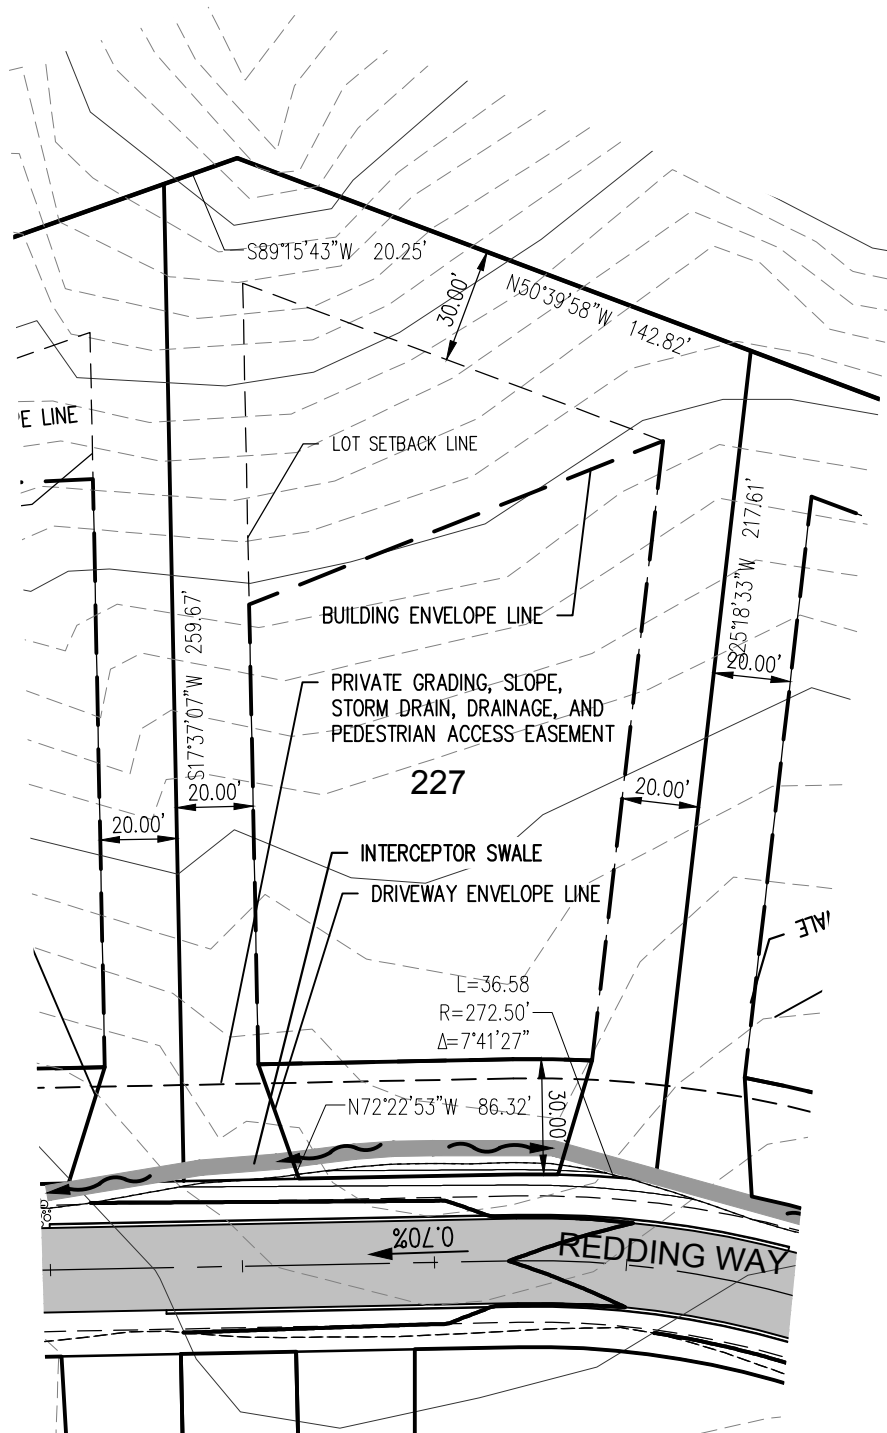 S89°15'43"W 20.25'
30.00'
N50°39'58"W 142.82'
E LINE
LOT SETBACK LINE
S17°37'07"W 259.67'
S25°18'33"W 217.61'
BUILDING ENVELOPE LINE
20.00'
PRIVATE GRADING, SLOPE,
STORM DRAIN, DRAINAGE, AND
PEDESTRIAN ACCESS EASEMENT
227
20.00'
20.00'
20.00'
INTERCEPTOR SWALE
DRIVEWAY ENVELOPE LINE
ALE
L=36.58
R=272.50'
Δ=7°41'27"
N72°22'53"W 86.32'
30.00'
0.70%
REDDING WAY